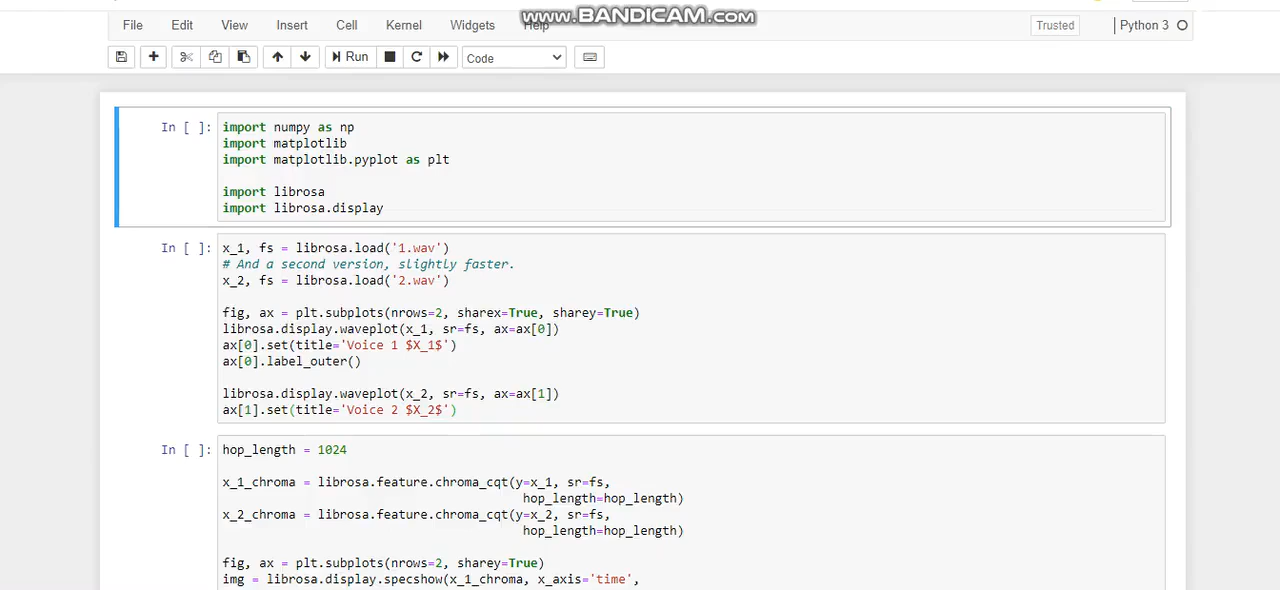 www.BANDICAM.com
File Edit View Insert Cell Kernel Widgets Help Trusted Python 3
Run Code
In [ ]: import numpy as np
import matplotlib
import matplotlib.pyplot as plt
import librosa
import librosa.display
In [ ]: x_1, fs = librosa.load('1.wav')
# And a second version, slightly faster.
x_2, fs = librosa.load('2.wav')
fig, ax = plt.subplots(nrows=2, sharex=True, sharey=True)
librosa.display.waveplot(x_1, sr=fs, ax=ax[0])
ax[0].set(title='Voice 1 $X_1$')
ax[0].label_outer()
librosa.display.waveplot(x_2, sr=fs, ax=ax[1])
ax[1].set(title='Voice 2 $X_2$')
In [ ]: hop_length = 1024
x_1_chroma = librosa.feature.chroma_cqt(y=x_1, sr=fs,
hop_length=hop_length)
x_2_chroma = librosa.feature.chroma_cqt(y=x_2, sr=fs,
hop_length=hop_length)
fig, ax = plt.subplots(nrows=2, sharey=True)
img = librosa.display.specshow(x_1_chroma, x_axis='time',